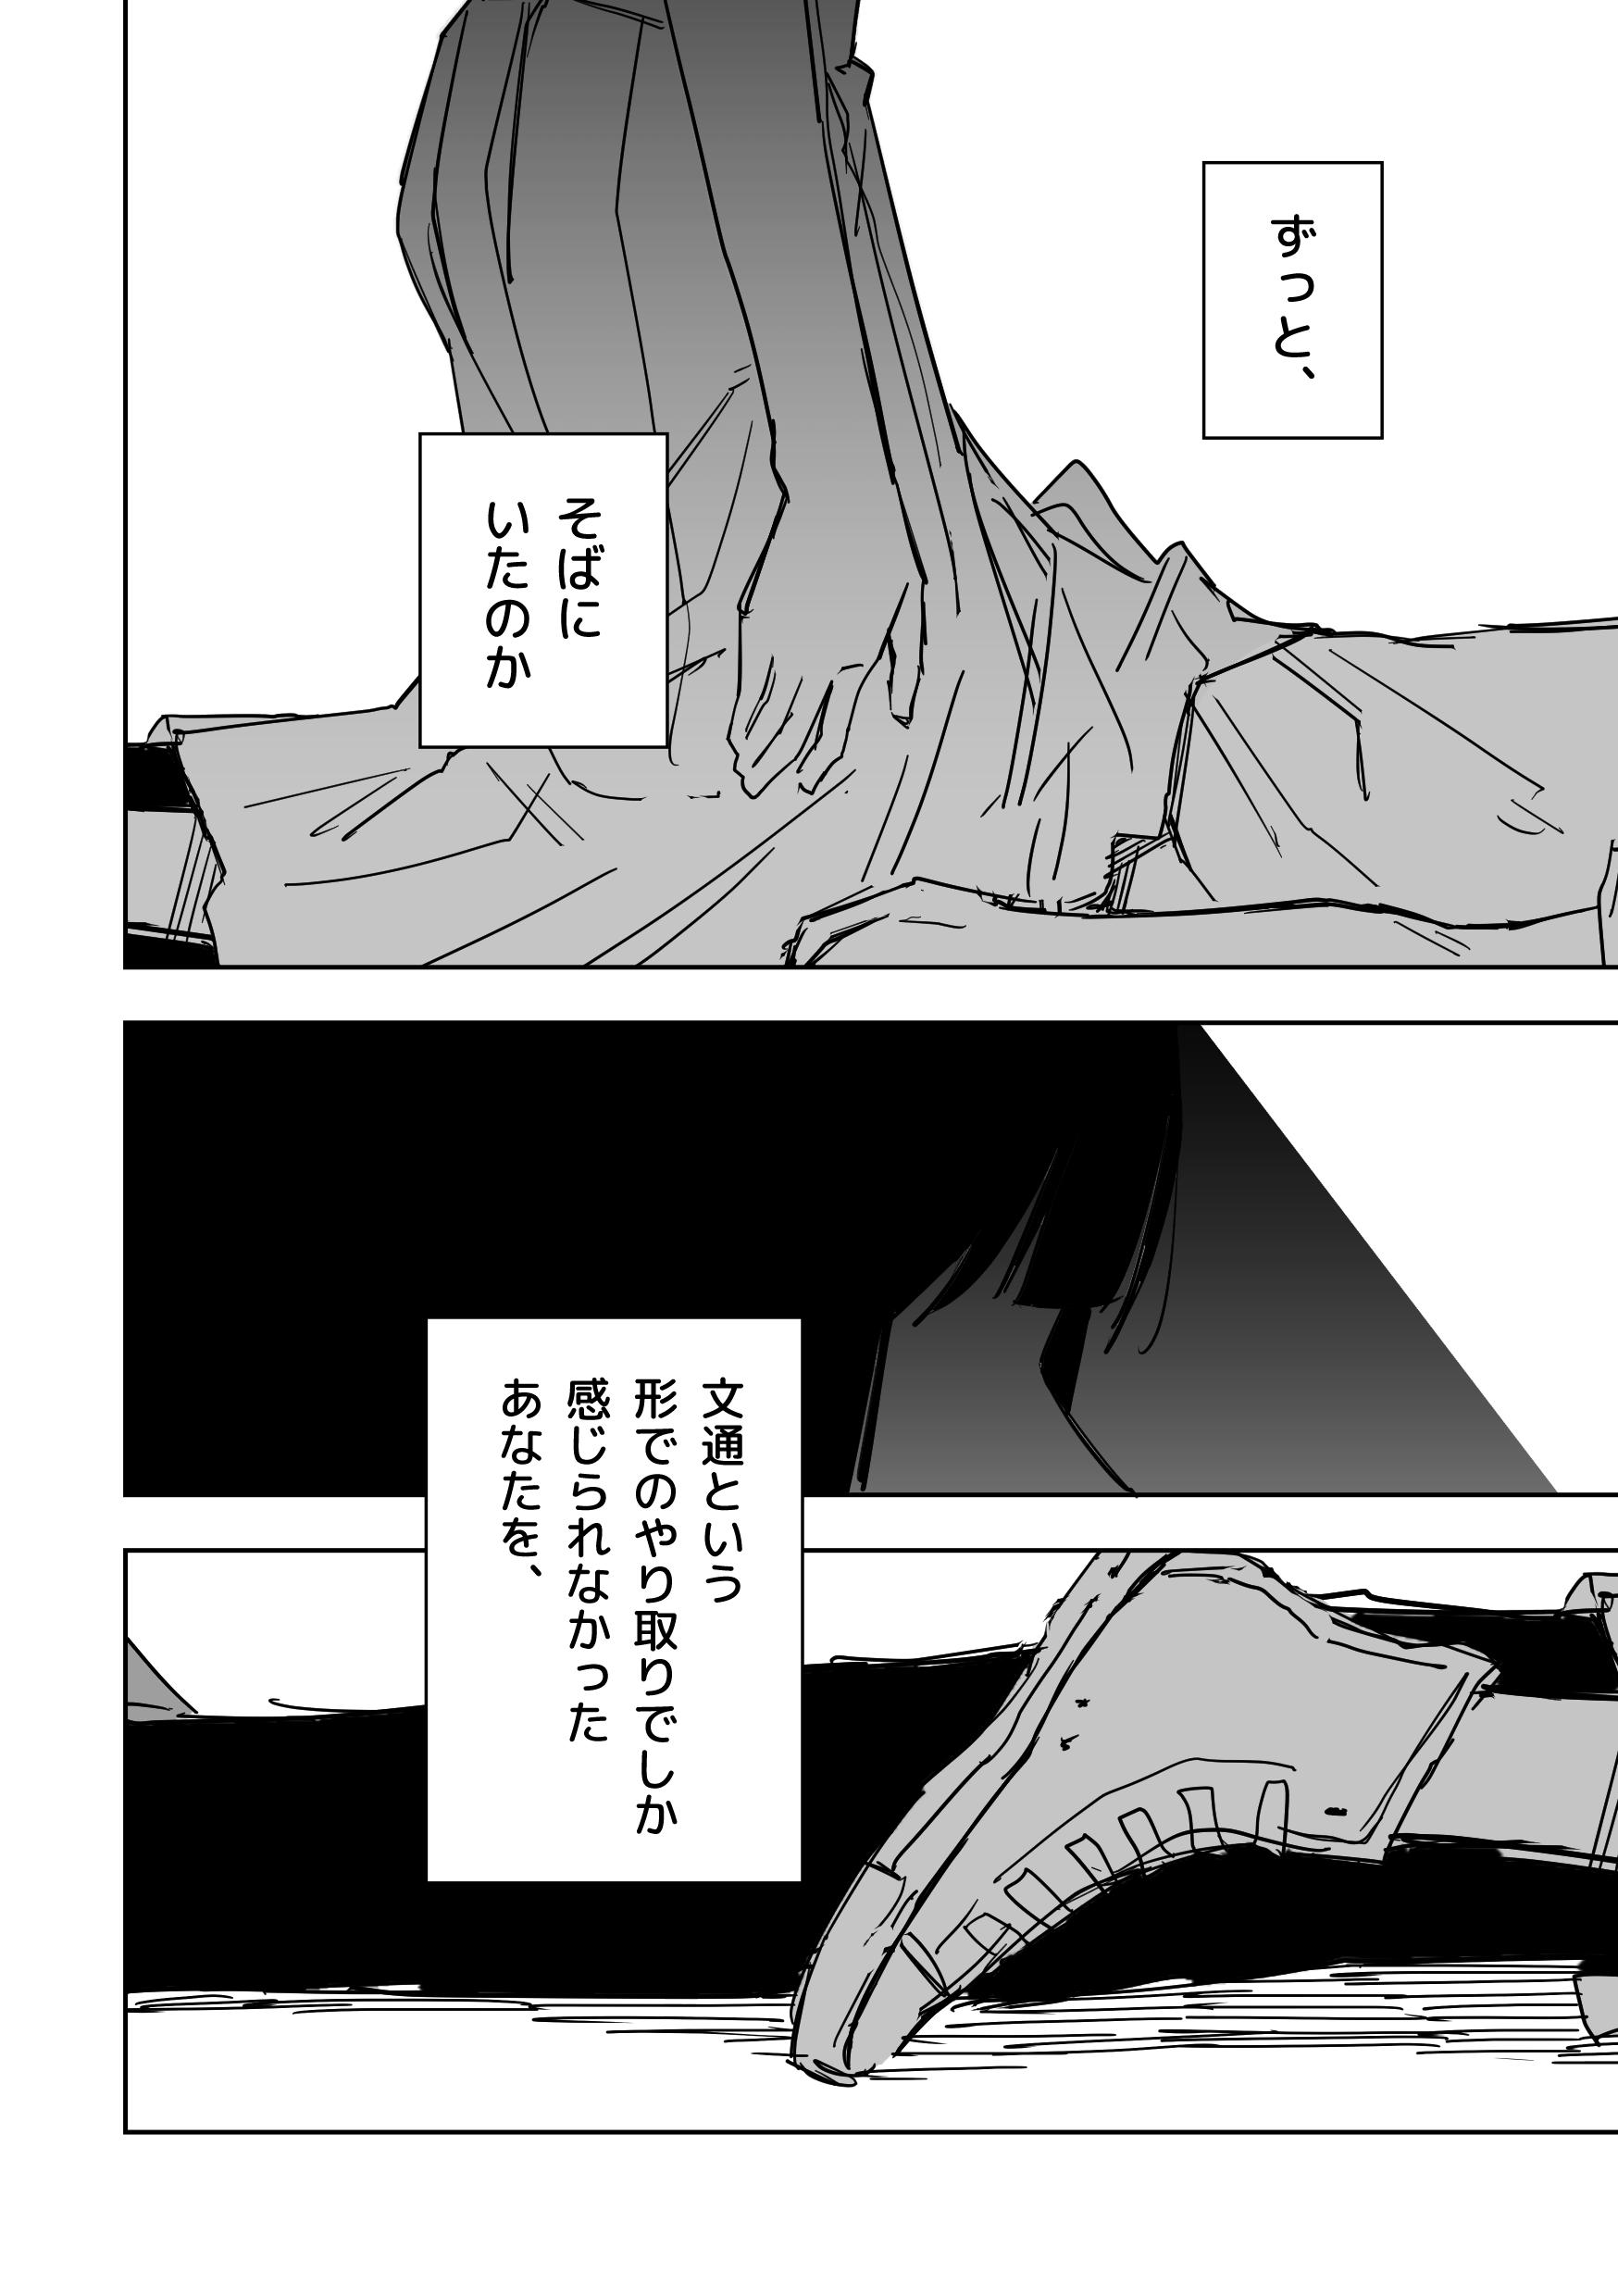 ずっと、
そばに
いたのか
文通という
形でのやり取りでしか
感じられなかった
あなたを、